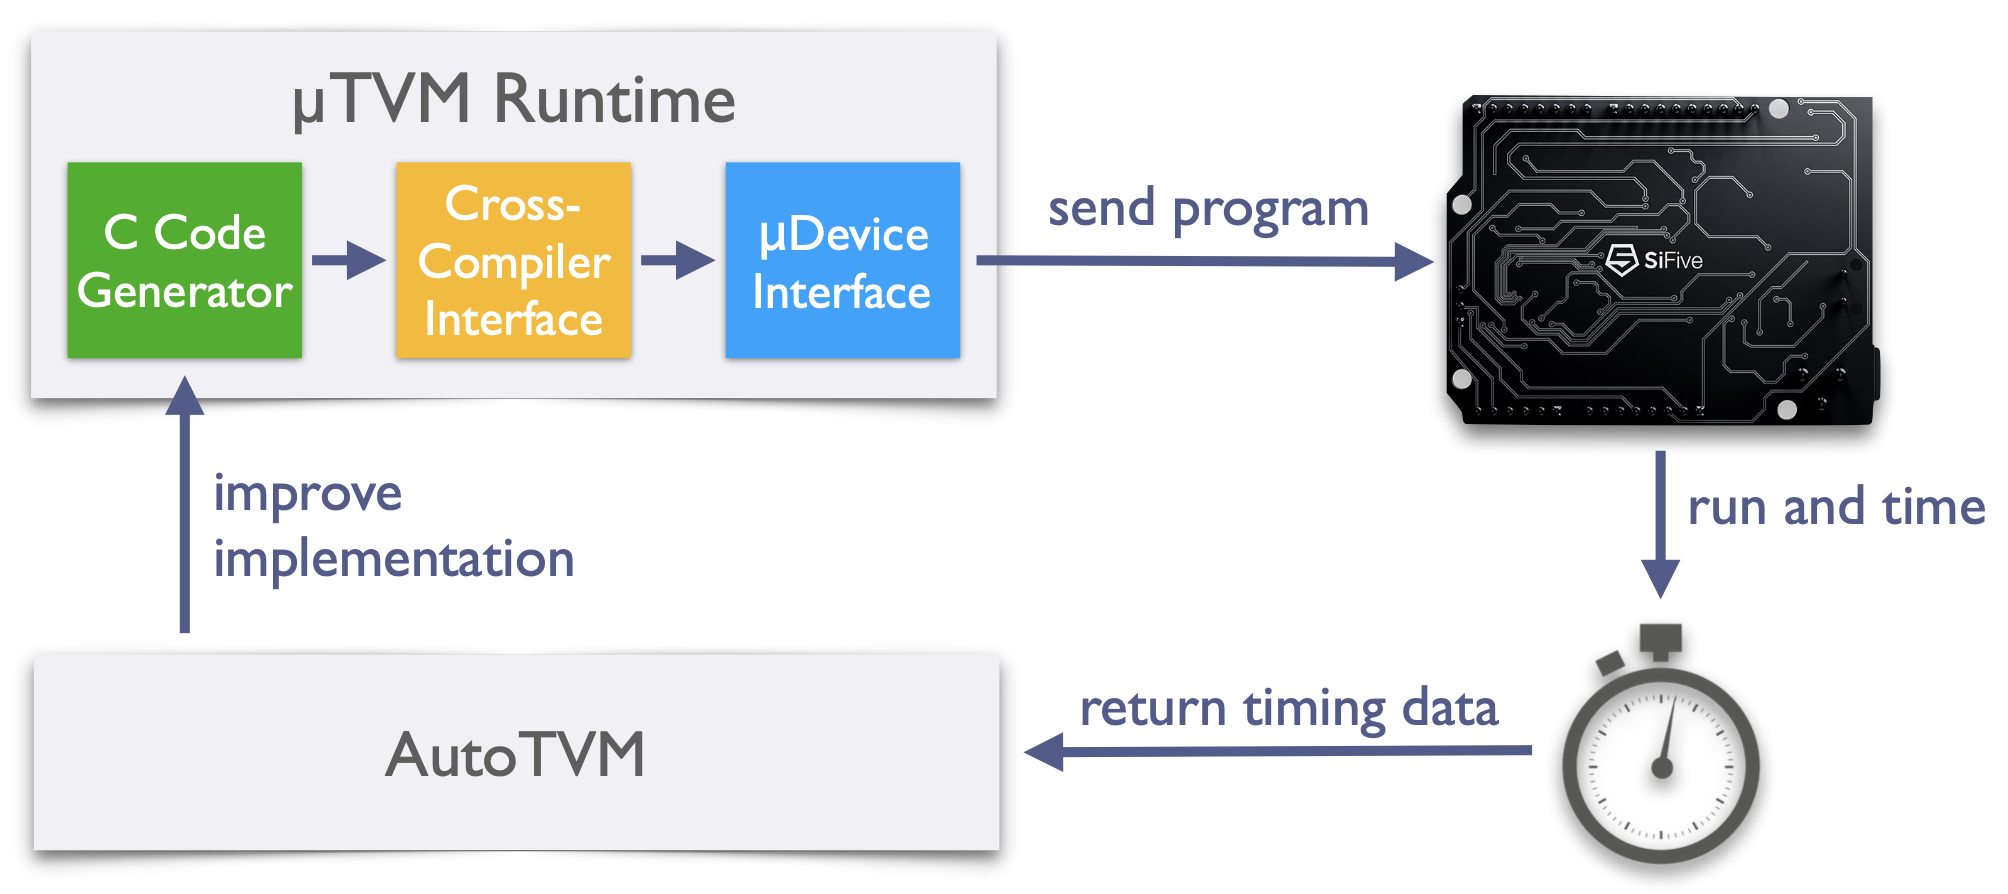 µTVM Runtime
C Code
Generator
Cross-
Compiler
Interface
µDevice
Interface
send program
SiFive
run and time
return timing data
AutoTVM
improve
implementation